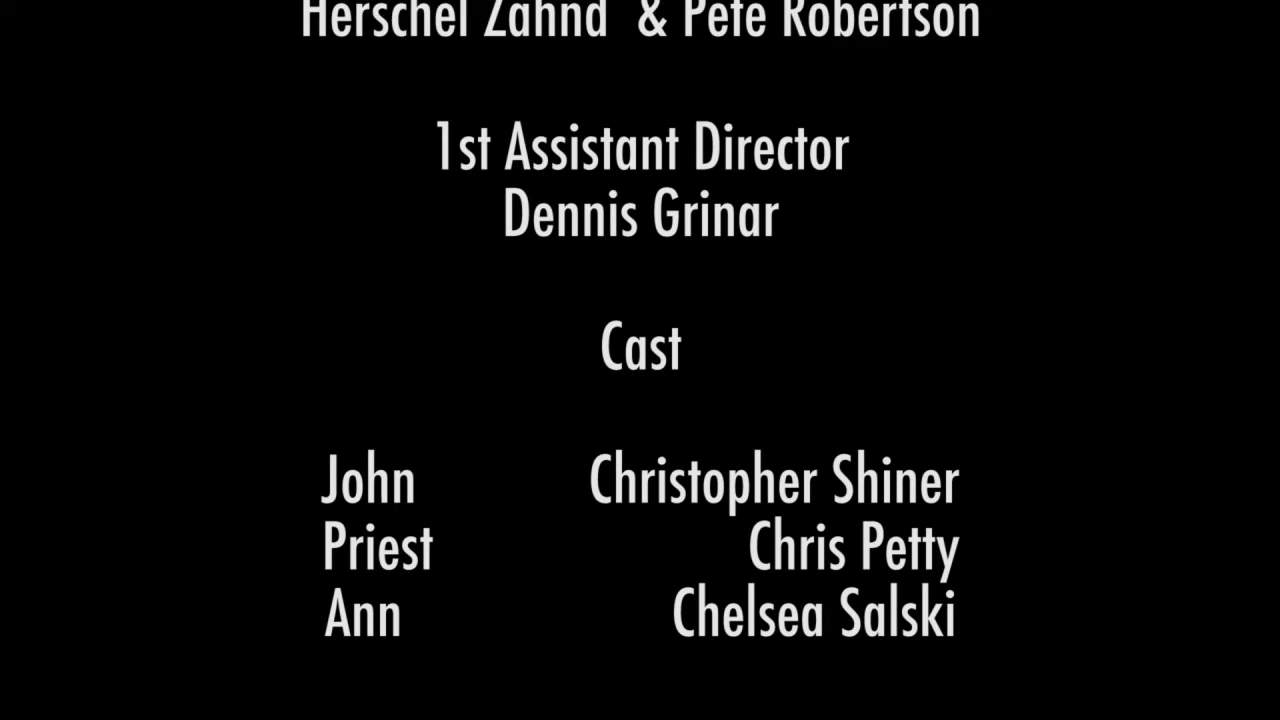 Herschel Zahnd & Pete Robertson
1st Assistant Director
Dennis Grinar
Cast
John Christopher Shiner
Priest Chris Petty
Ann Chelsea Salski